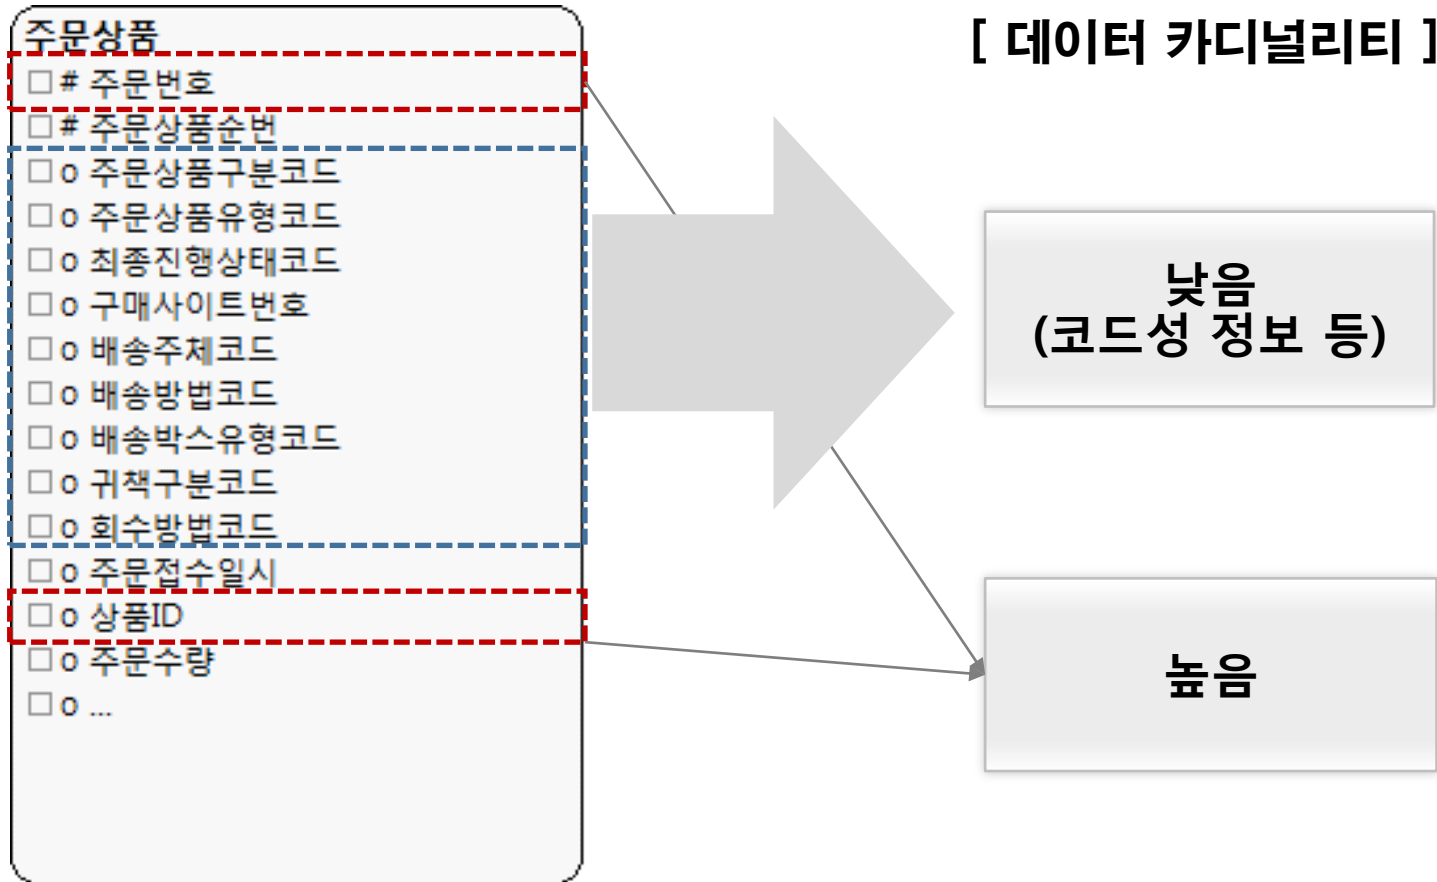 주문상품
# 주문번호
# 주문상품순번
o 주문상품구분코드
o 주문상품유형코드
o 최종진행상태코드
o 구매사이트번호
o 배송주체코드
o 배송방법코드
o 배송박스유형코드
o 귀책구분코드
o 회수방법코드
o 주문접수일시
o 상품ID
o 주문수량
o ...
[ 데이터 카디널리티 ]
낮음
(코드성 정보 등)
높음